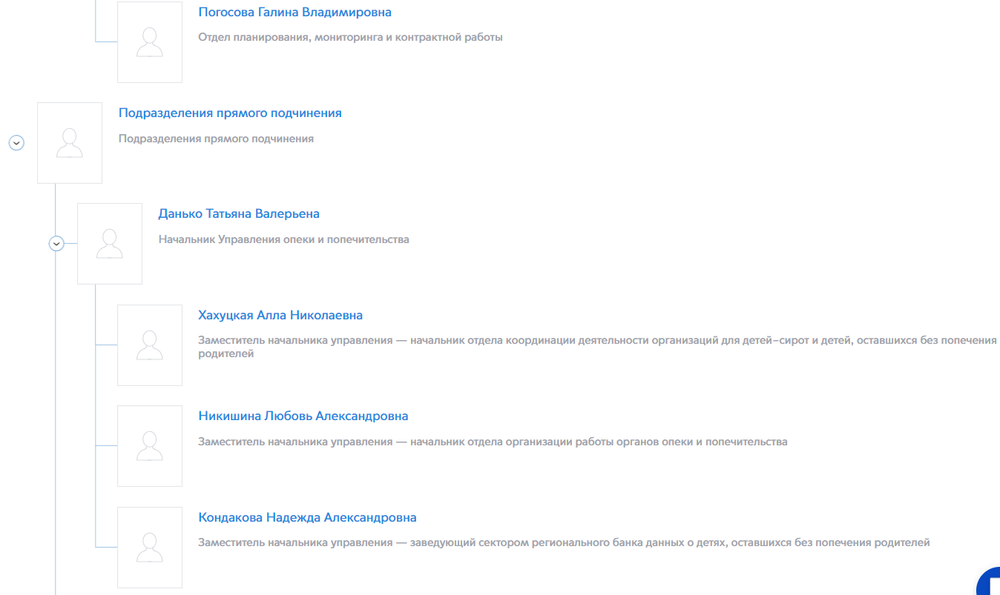 Погосова Галина Владимировна
Отдел планирования, мониторинга и контрактной работы
Подразделения прямого подчинения
Подразделения прямого подчинения
Данько Татьяна Валерьена
Начальник Управления опеки и попечительства
Хахуцкая Алла Николаевна
Заместитель начальника управления — начальник отдела координации деятельности организаций для детей-сирот и детей, оставшихся без попечения
родителей
Никишина Любовь Александровна
Заместитель начальника управления — начальник отдела организации работы органов опеки и попечительства
Кондакова Надежда Александровна
Заместитель начальника управления — заведующий сектором регионального банка данных о детях, оставшихся без попечения родителей